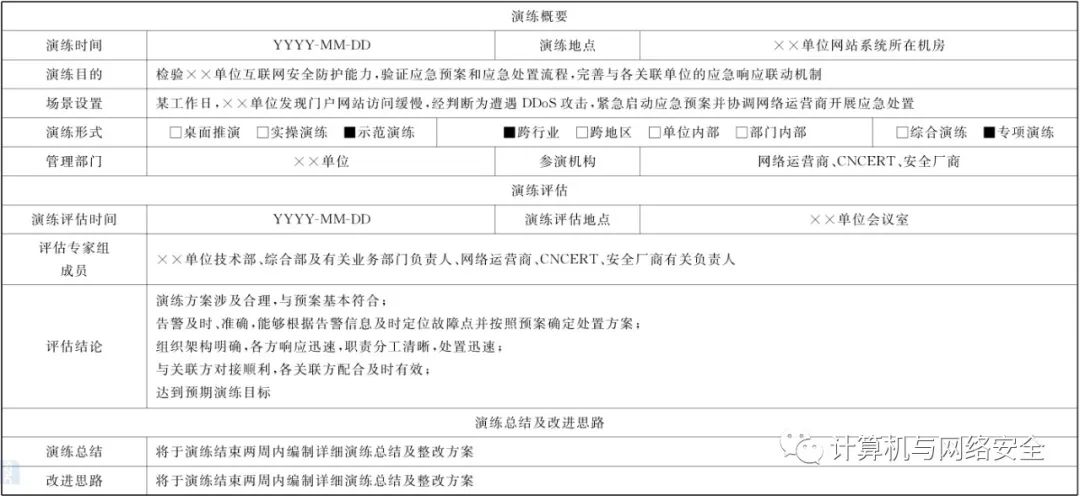 演练概要
演练时间 YYYY-MM-DD 演练地点 ××单位网站系统所在机房
演练目的 检验××单位互联网安全防护能力,验证应急预案和应急处置流程,完善与各关联单位的应急响应联动机制
场景设置 某工作日,××单位发现门户网站访问缓慢,经判断为遭遇DDoS攻击,紧急启动应急预案并协调网络运营商开展应急处置
演练形式 □桌面推演 □实操演练 ■示范演练 ■跨行业 □跨地区 □单位内部 □部门内部 □综合演练 ■专项演练
管理部门 ××单位 参演机构 网络运营商、CNCERT、安全厂商
演练评估
演练评估时间 YYYY-MM-DD 演练评估地点 ××单位会议室
评估专家组
成员
××单位技术部、综合部及有关业务部门负责人、网络运营商、CNCERT、安全厂商有关负责人
评估结论
演练方案涉及合理,与预案基本符合;
告警及时、准确,能够根据告警信息及时定位故障点并按照预案确定处置方案;
组织架构明确,各方响应迅速,职责分工清晰,处置迅速;
与关联方对接顺利,各关联方配合及时有效;
达到预期演练目标
演练总结及改进思路
演练总结 将于演练结束两周内编制详细演练总结及整改方案
改进思路 将于演练结束两周内编制详细演练总结及整改方案
计算机与网络安全